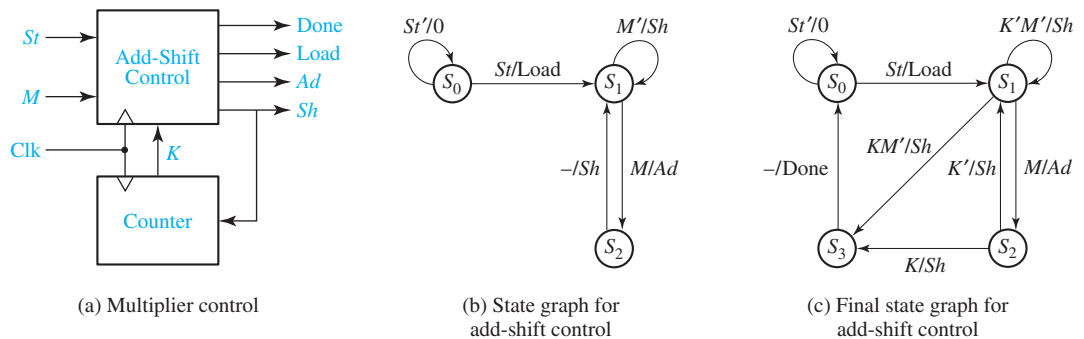 St
M
Clk
Add-Shift
Control
K
Counter
Done
Load
Ad
Sh
(a) Multiplier control
St′/0
S0
St/Load
M′/Sh
S1
–/Sh
M/Ad
S2
(b) State graph for
add-shift control
St′/0
S0
St/Load
K′M′/Sh
S1
KM′/Sh
K′/Sh
M/Ad
–/Done
S3
K/Sh
S2
(c) Final state graph for
add-shift control